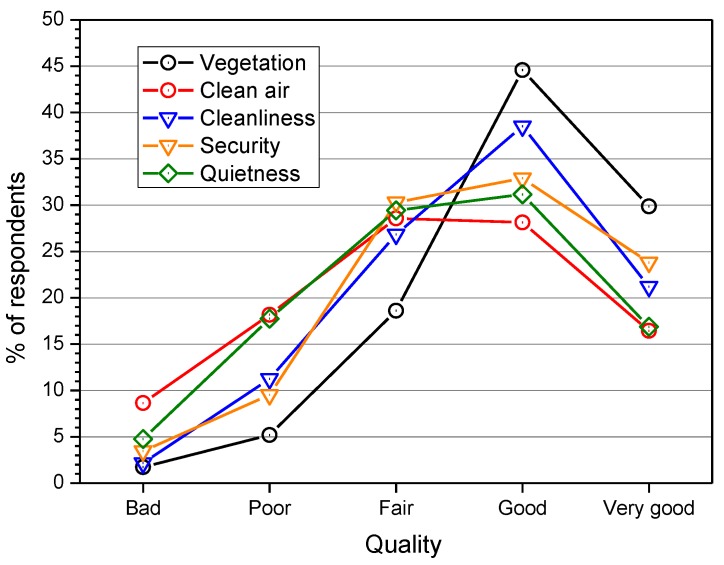 50
45
40
35
30
25
20
15
10
5
0
% of respondents
Vegetation
Clean air
Cleanliness
Security
Quietness
Bad Poor Fair Good Very good
Quality